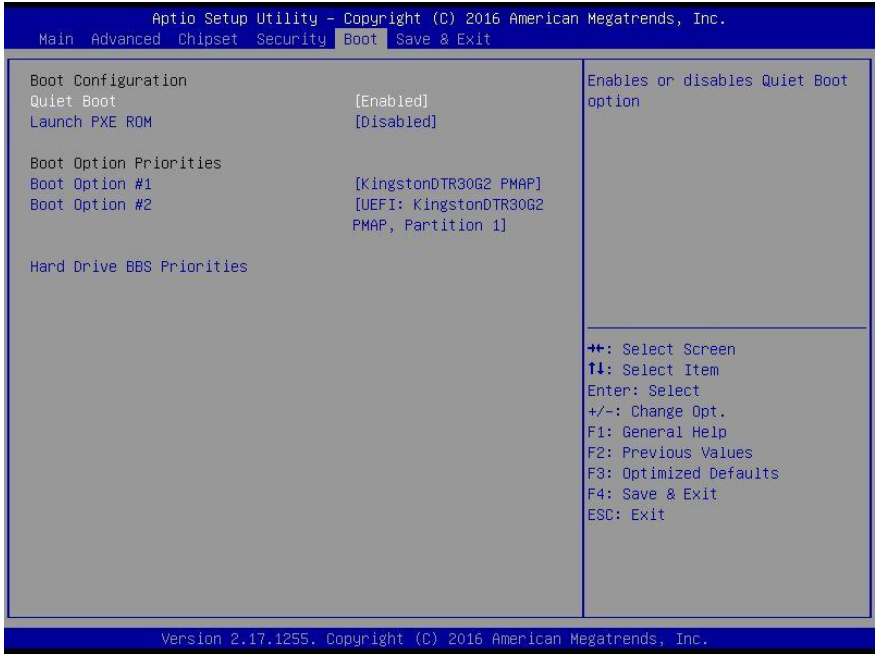 Aptio Setup Utility – Copyright (C) 2016 American Megatrends, Inc.
Main Advanced Chipset Security Boot Save & Exit
Boot Configuration
Quiet Boot [Enabled]
Launch PXE ROM [Disabled]
Boot Option Priorities
Boot Option #1 [KingstonDTR30G2 PMAP]
Boot Option #2 [UEFI: KingstonDTR30G2
PMAP, Partition 1]
Hard Drive BBS Priorities
Enables or disables Quiet Boot
option
→←: Select Screen
↑↓: Select Item
Enter: Select
+/-: Change Opt.
F1: General Help
F2: Previous Values
F3: Optimized Defaults
F4: Save & Exit
ESC: Exit
Version 2.17.1255. Copyright (C) 2016 American Megatrends, Inc.